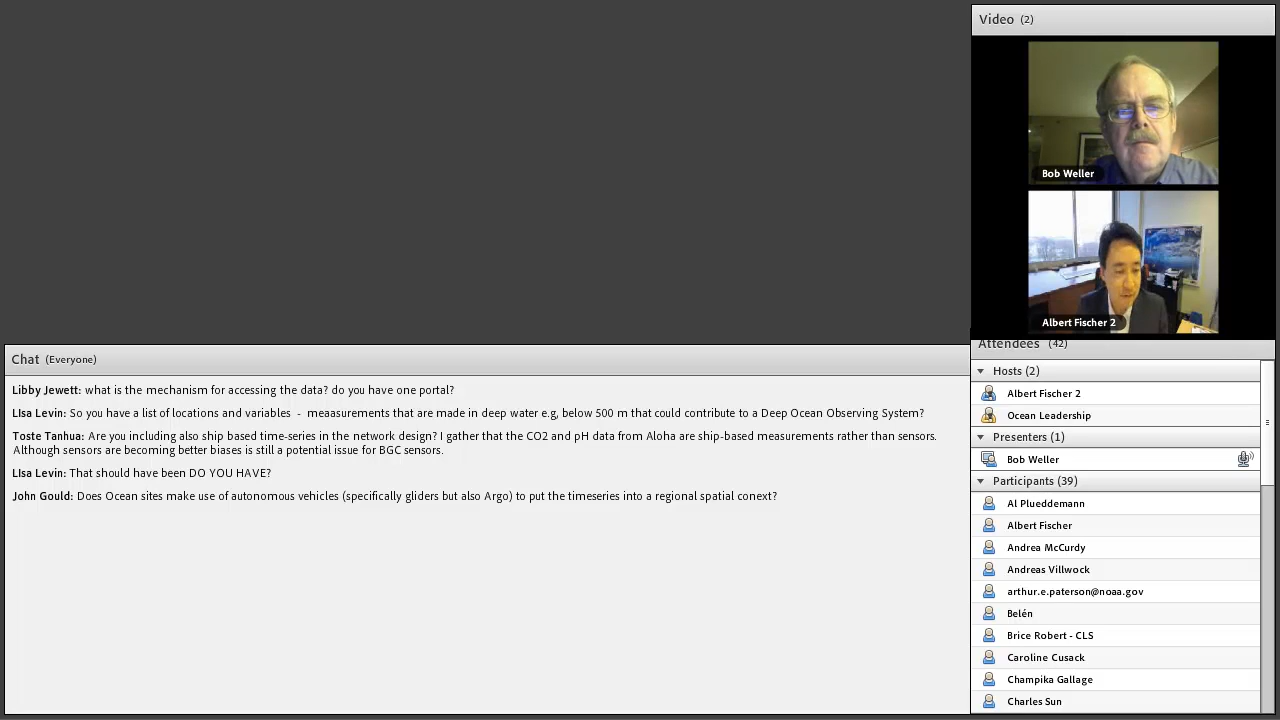 Video (2)
Bob Weller
Albert Fischer 2
Chat (Everyone)
Libby Jewett: what is the mechanism for accessing the data? do you have one portal?
LIsa Levin: So you have a list of locations and variables - meaasurements that are made in deep water e.g, below 500 m that could contribute to a Deep Ocean Observing System?
Toste Tanhua: Are you including also ship based time-series in the network design? I gather that the CO2 and pH data from Aloha are ship-based measurements rather than sensors.
Although sensors are becoming better biases is still a potential issue for BGC sensors.
LIsa Levin: That should have been DO YOU HAVE?
John Gould: Does Ocean sites make use of autonomous vehicles (specifically gliders but also Argo) to put the timeseries into a regional spatial conext?
Attendees (42)
Hosts (2)
Albert Fischer 2
Ocean Leadership
Presenters (1)
Bob Weller
Participants (39)
Al Plueddemann
Albert Fischer
Andrea McCurdy
Andreas Villwock
arthur.e.paterson@noaa.gov
Belén
Brice Robert - CLS
Caroline Cusack
Champika Gallage
Charles Sun